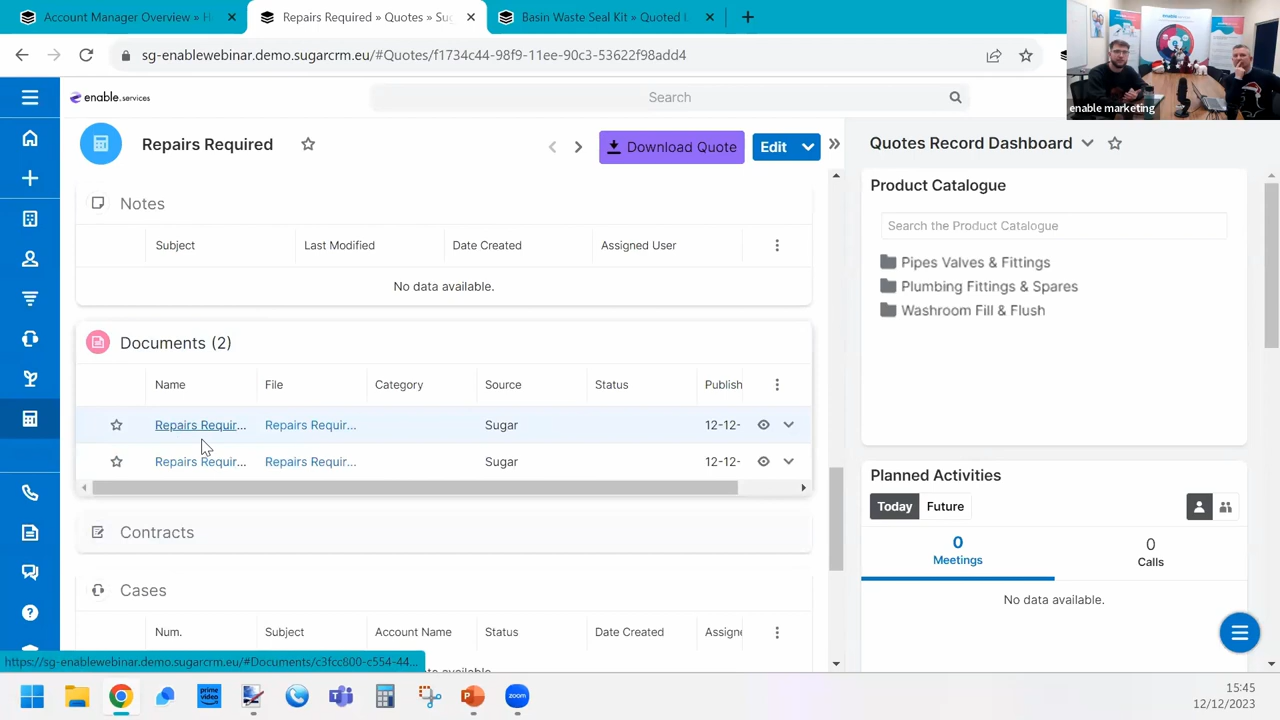 Account Manager Overview » H
Repairs Required » Quotes » Sug
Basin Waste Seal Kit » Quoted L
sg-enablewebinar.demo.sugarcrm.eu/#Quotes/f173ae44-98f9-11ee-90c3-53622f98add4
enable marketing
enable.services
Search
Repairs Required
Download Quote
Edit
Quotes Record Dashboard
Notes
Subject
Last Modified
Date Created
Assigned User
No data available.
Documents (2)
Name
File
Category
Source
Status
Publish
Repairs Requir...
Repairs Requir...
Sugar
12-12-
Repairs Requir...
Repairs Requir...
Sugar
12-12-
Contracts
Cases
Num.
Subject
Account Name
Status
Date Created
Assigne
Product Catalogue
Search the Product Catalogue
Pipes Valves & Fittings
Plumbing Fittings & Spares
Washroom Fill & Flush
Planned Activities
Today
Future
0
Meetings
0
Calls
No data available.
https://sg-enablewebinar.demo.sugarcrm.eu/#Documents/c3fcc800-c554-44...
prime video
15:45
12/12/2023